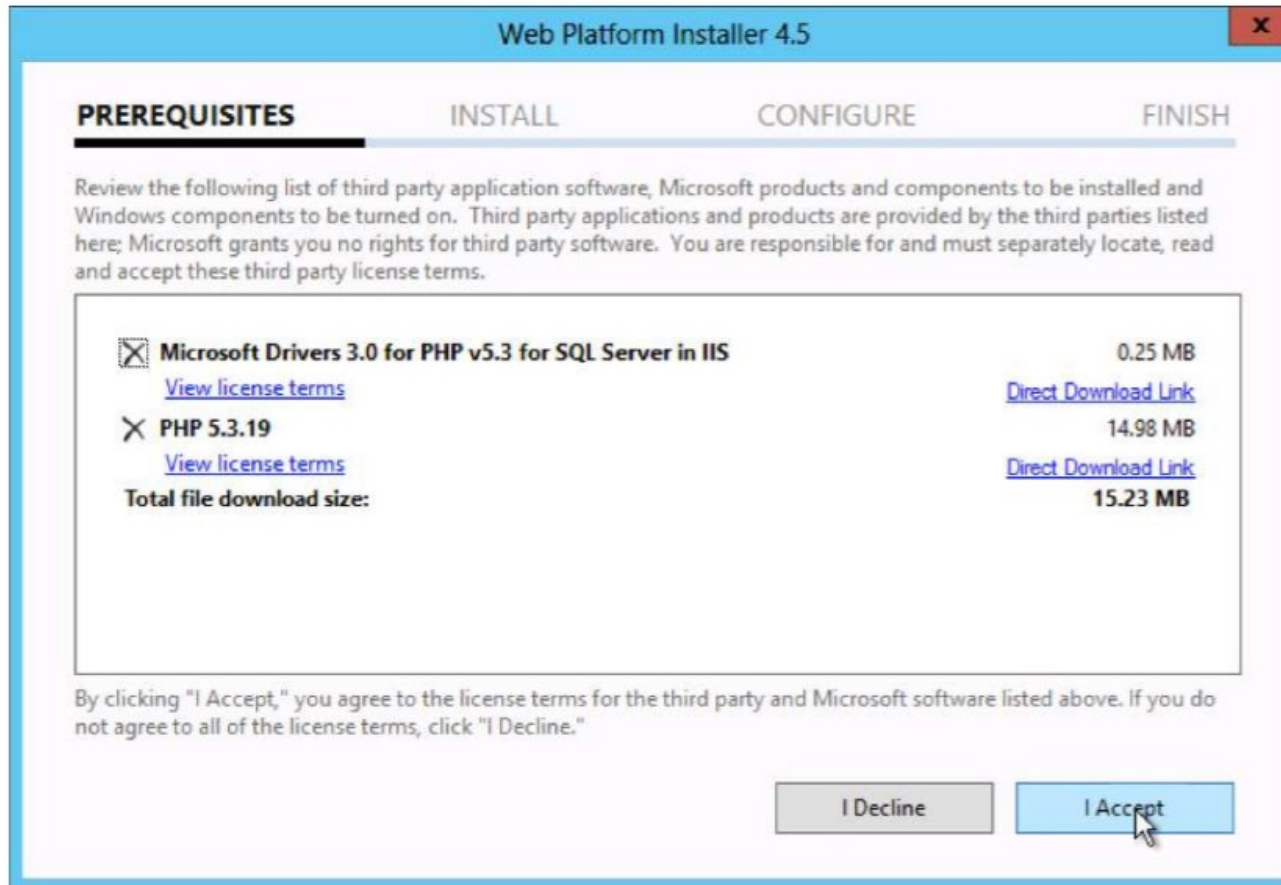 Web Platform Installer 4.5
x
PREREQUISITES INSTALL CONFIGURE FINISH
Review the following list of third party application software, Microsoft products and components to be installed and
Windows components to be turned on. Third party applications and products are provided by the third parties listed
here; Microsoft grants you no rights for third party software. You are responsible for and must separately locate, read
and accept these third party license terms.
Microsoft Drivers 3.0 for PHP v5.3 for SQL Server in IIS 0.25 MB
View license terms Direct Download Link
PHP 5.3.19 14.98 MB
View license terms Direct Download Link
Total file download size: 15.23 MB
By clicking "I Accept," you agree to the license terms for the third party and Microsoft software listed above. If you do
not agree to all of the license terms, click "I Decline."
I Decline I Accept